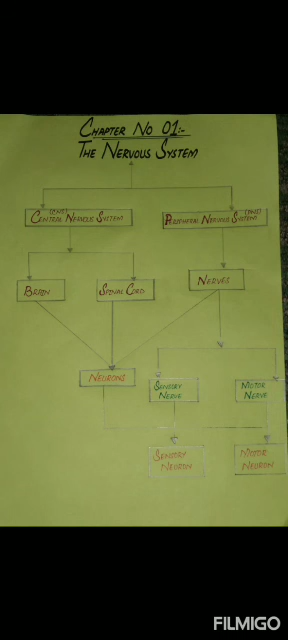 CHAPTER NO 01:-
THE NERVOUS SYSTEM
(CNS)
CENTRAL NERVOUS SYSTEM
(PNS)
PERIPHERAL NERVOUS SYSTEM
BRAIN
SPINAL CORD
NERVES
NEURONS
SENSORY
NERVE
MOTOR
NERVE
SENSORY
NEURON
MOTOR
NEURON
FILMIGO